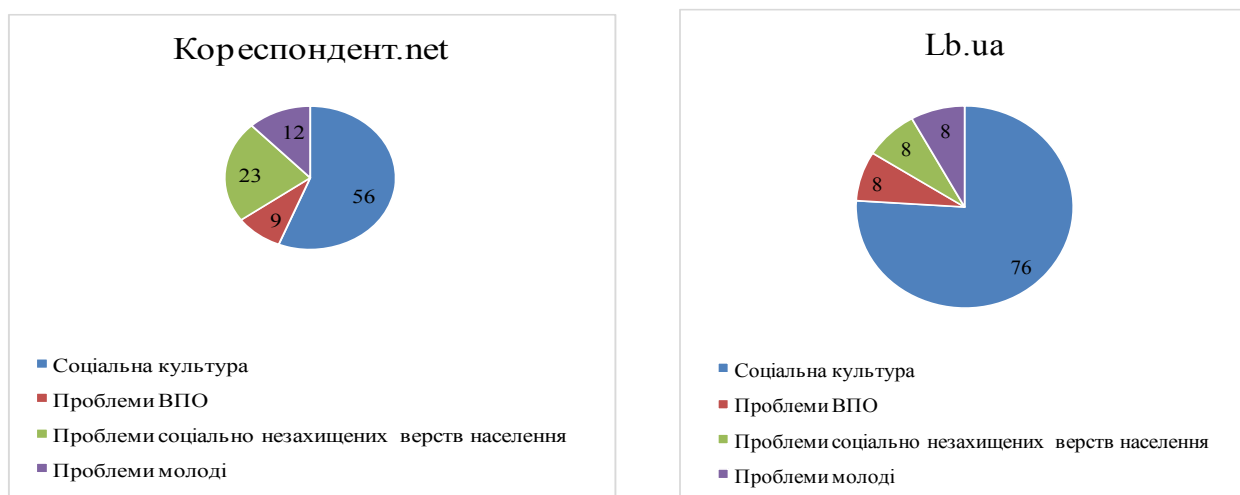 Кореспондент.net
12
23
56
9
Соціальна культура
Проблеми ВПО
Проблеми соціально незахищених верств населення
Проблеми молоді
Lb.ua
8
8
8
76
Соціальна культура
Проблеми ВПО
Проблеми соціально незахищених верств населення
Проблеми молоді